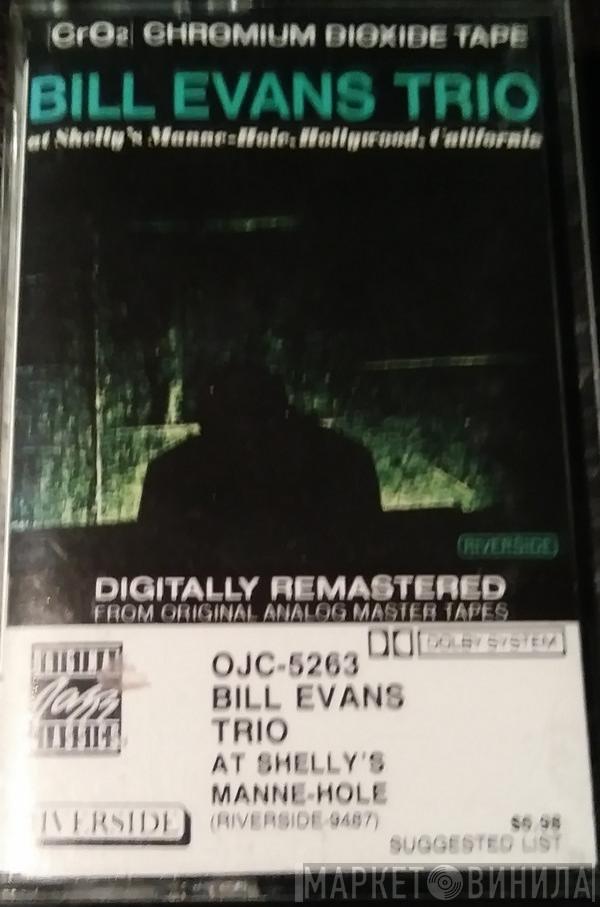 CrO2 CHROMIUM DIOXIDE TAPE
BILL EVANS TRIO
at Shelly's Manne-Hole, Hollywood, California
RIVERSIDE
DIGITALLY REMASTERED
FROM ORIGINAL ANALOG MASTER TAPES
DOLBY SYSTEM
OJC-5263
BILL EVANS
TRIO
AT SHELLY'S
MANNE-HOLE
(RIVERSIDE-9487)
Jazz
RIVERSIDE
$6.98
SUGGESTED LIST
МАРКЕТ ВИНИЛА